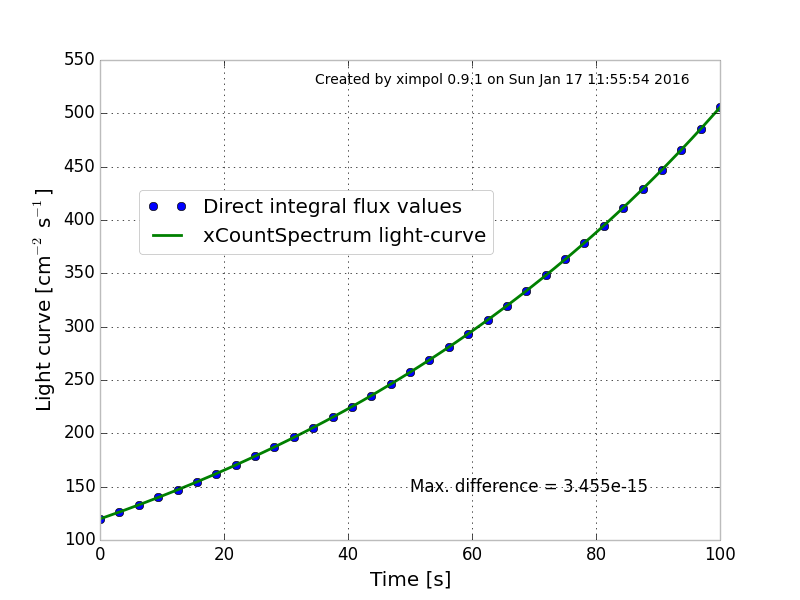 550
Created by ximpol 0.9.1 on Sun Jan 17 11:55:54 2016
500
450
Direct integral flux values
400
xCountSpectrum light-curve
350
Light curve [cm⁻² s⁻¹]
300
250
200
150
Max. difference = 3.455e-15
100
0 20 40 60 80 100
Time [s]